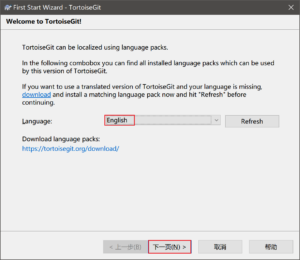 First Start Wizard - TortoiseGit
Welcome to TortoiseGit!
TortoiseGit can be localized using language packs.
In the following combobox you can find all installed language packs which can be used
by this version of TortoiseGit.
If you want to use a translated version of TortoiseGit and your language is missing,
download and install a matching language pack now and hit "Refresh" before
continuing.
Language: English Refresh
Download language packs:
https://tortoisegit.org/download/
< 上一步(B) 下一页(N) > 取消 帮助